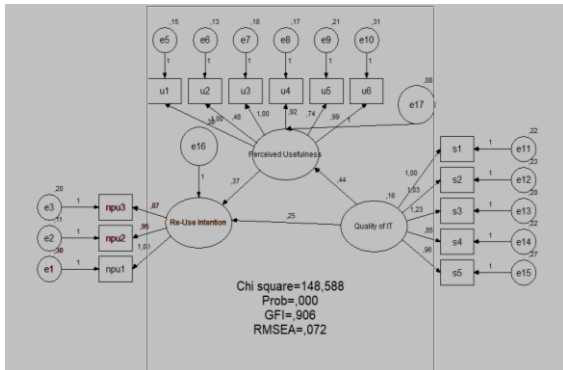 ,15 ,13 ,18 ,17 ,21 ,31
e5 e6 e7 e8 e9 e10
1 1 1 1 1 1
u1 u2 u3 u4 u5 u6
,08
e17
1,00 ,48 1,00 ,92 ,74 ,99 1
e16
1
Perceived Usefulness
,37 ,44
,16
Re-Use Intention
,25
Quality of IT
,20
e3 1 npu3 ,87
,11
e2 1 npu2 ,95
,30
e1 1 npu1 1,01
,22
1,00 s1 1 e11
,23
1,03 s2 1 e12
,20
1,23 s3 1 e13
,22
,85 s4 1 e14
,27
,96 s5 1 e15
Chi square=148,588
Prob=,000
GFI=,906
RMSEA=,072